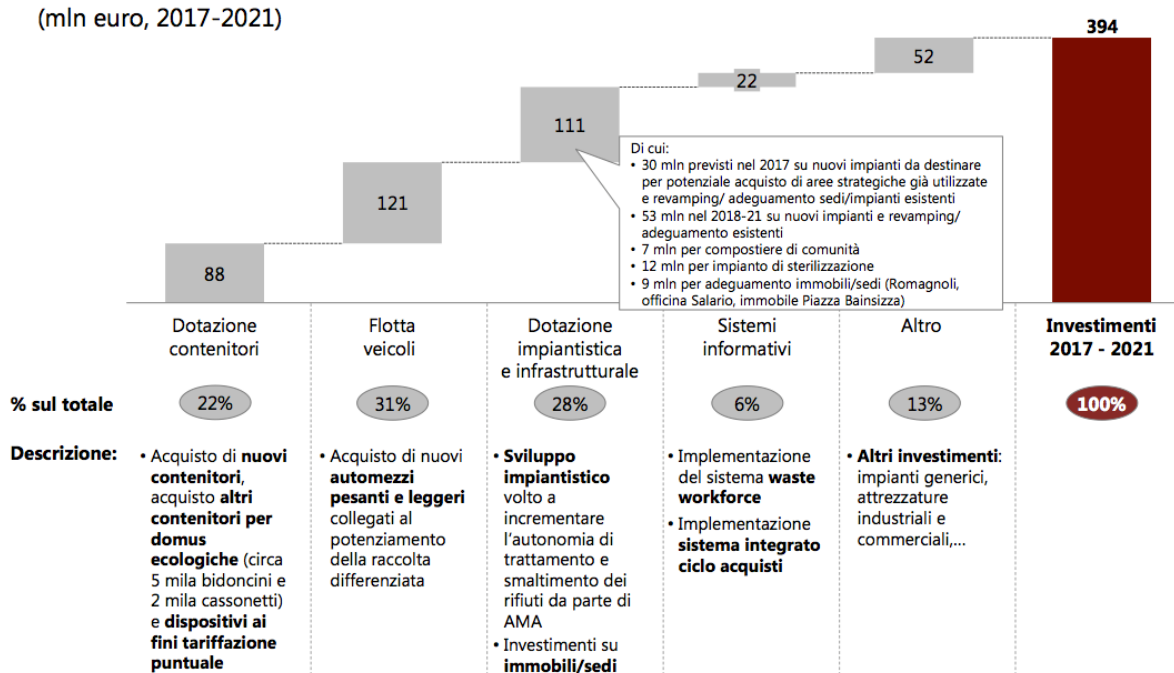 (mln euro, 2017-2021)
394
52
22
111
121
88
Di cui:
• 30 mln previsti nel 2017 su nuovi impianti da destinare
per potenziale acquisto di aree strategiche già utilizzate
e revamping/ adeguamento sedi/impianti esistenti
• 53 mln nel 2018-21 su nuovi impianti e revamping/
adeguamento esistenti
• 7 mln per compostiere di comunità
• 12 mln per impianto di sterilizzazione
• 9 mln per adeguamento immobili/sedi (Romagnoli,
officina Salario, immobile Piazza Bainsizza)
Dotazione
contenitori
Flotta
veicoli
Dotazione
impiantistica
e infrastrutturale
Sistemi
informativi
Altro
Investimenti
2017 - 2021
% sul totale
22%
31%
28%
6%
13%
100%
Descrizione:
• Acquisto di nuovi
contenitori,
acquisto altri
contenitori per
domus
ecologiche (circa
5 mila bidoncini e
2 mila cassonetti)
e dispositivi ai
fini tariffazione
puntuale
• Acquisto di nuovi
automezzi
pesanti e leggeri
collegati al
potenziamento
della raccolta
differenziata
• Sviluppo
impiantistico
volto a
incrementare
l'autonomia di
trattamento e
smaltimento dei
rifiuti da parte di
AMA
• Investimenti su
immobili/sedi
• Implementazione
del sistema waste
workforce
• Implementazione
sistema integrato
ciclo acquisti
• Altri investimenti:
impianti generici,
attrezzature
industriali e
commerciali,...